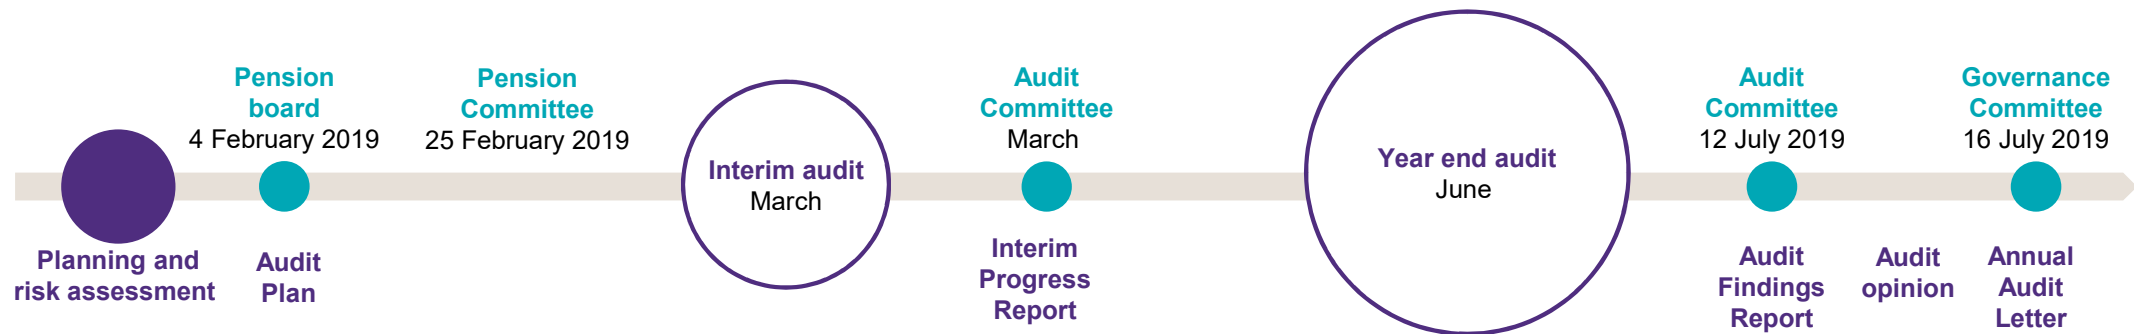 Pension
board
4 February 2019
Pension
Committee
25 February 2019
Interim audit
March
Audit
Committee
March
Year end audit
June
Audit
Committee
12 July 2019
Governance
Committee
16 July 2019
Planning and
risk assessment
Audit
Plan
Interim
Progress
Report
Audit
Findings
Report
Audit
opinion
Annual
Audit
Letter